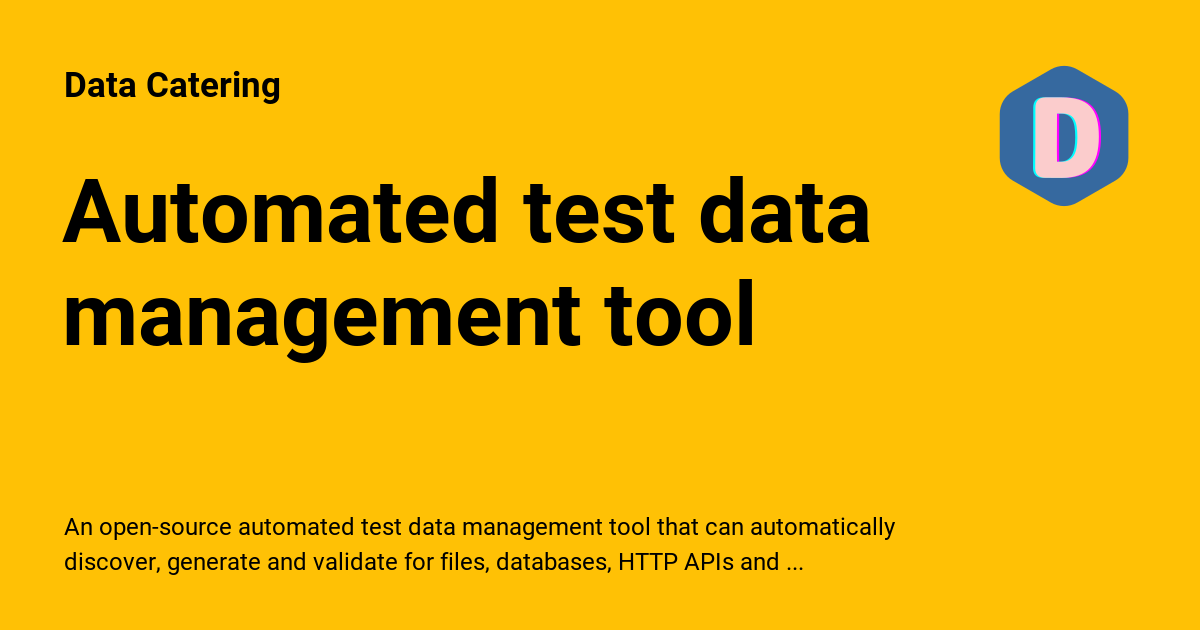 Data Catering
D
Automated test data
management tool
An open-source automated test data management tool that can automatically
discover, generate and validate for files, databases, HTTP APIs and ...